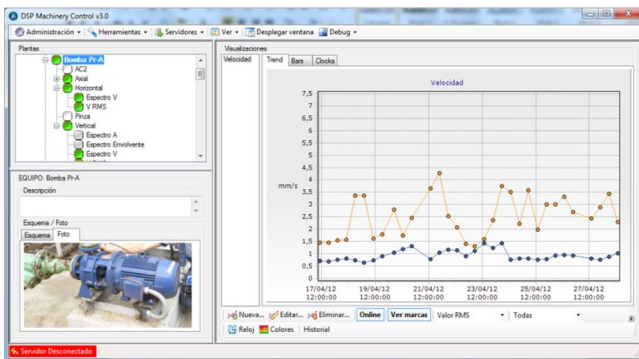 DSP Machinery Control v3.0
Administración Herramientas Servidores Ver Desplegar ventana Debug
Plantas
Bomba Pr-A
AC2
Axial
Horizontal
Espectro V
V RMS
Pinza
Vertical
Espectro A
Espectro Envolvente
Espectro V
EQUIPO: Bomba Pr-A
Descripción
Esquema / Foto
Esquema Foto
Visualizaciones
Velocidad
Trend Bars Clocks
Velocidad
7,5
7
6,5
6
5,5
5
4,5
4
3,5
3
2,5
2
1,5
1
0,5
0
mm/s
17/04/12 19/04/12 21/04/12 23/04/12 25/04/12 27/04/12
12:00:00 12:00:00 12:00:00 12:00:00 12:00:00 12:00:00
Nueva... Editar... Eliminar... Online Ver marcas Valor RMS Todas
Reloj Colores Historial
Servidor Desconectado